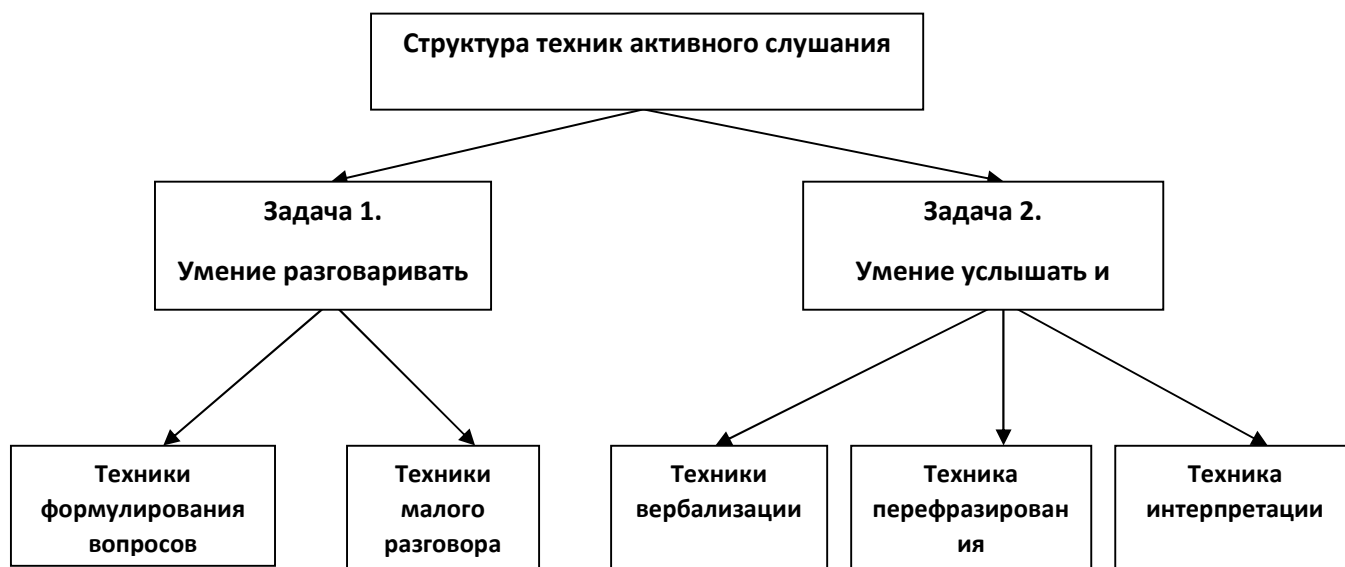 Структура техник активного слушания
Задача 1.
Умение разговаривать
Задача 2.
Умение услышать и
Техники
формулирования
вопросов
Техники
малого
разговора
Техники
вербализации
Техника
перефразирован
ия
Техника
интерпретации